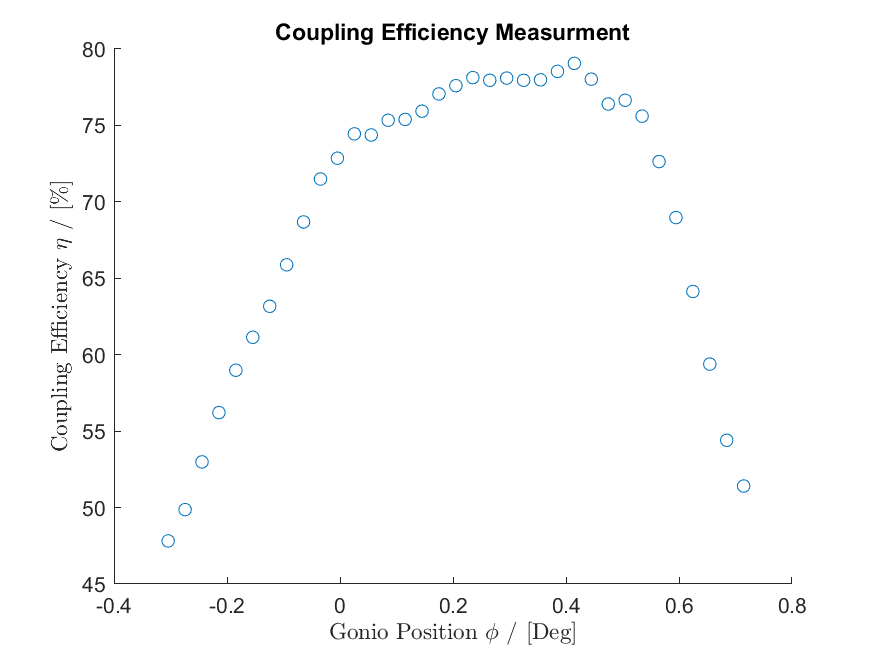 Coupling Efficiency Measurment
80
75
70
65
60
55
50
45
Coupling Efficiency η / [%]
-0.4 -0.2 0 0.2 0.4 0.6 0.8
Gonio Position ϕ / [Deg]